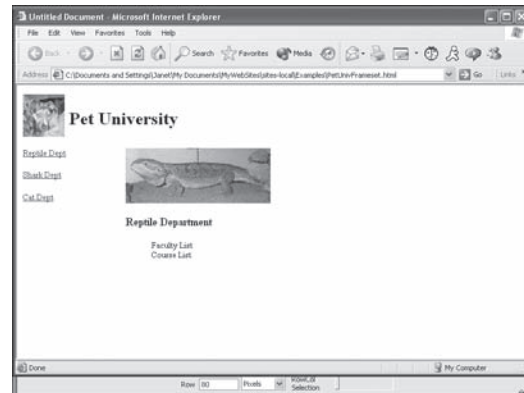 Untitled Document - Microsoft Internet Explorer
File Edit View Favorites Tools Help
Back Search Favorites Media
Address C:\Documents and Settings\Janet\My Documents\MyWebSites\sites-local\Examples\PetUnivFrameset.html Go Links
Pet University
Reptile Dept
Shark Dept
Cat Dept
Reptile Department
Faculty List
Course List
Done My Computer
Row 80 Pixels
Selection